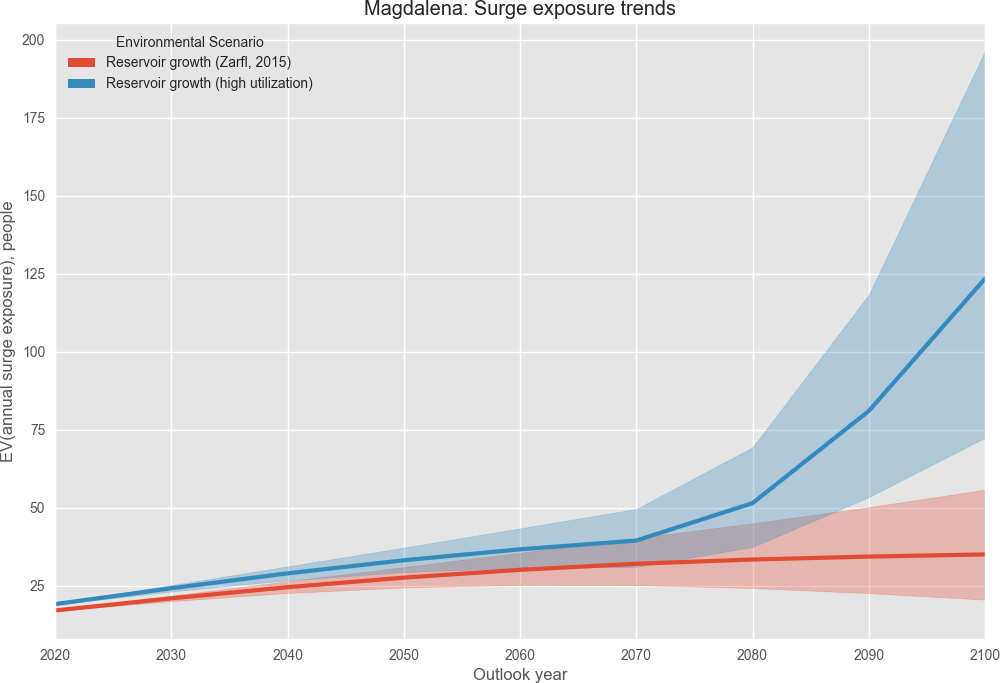 Magdalena: Surge exposure trends
Environmental Scenario
Reservoir growth (Zarfl, 2015)
Reservoir growth (high utilization)
EV(annual surge exposure), people
200
175
150
125
100
75
50
25
2020 2030 2040 2050 2060 2070 2080 2090 2100
Outlook year